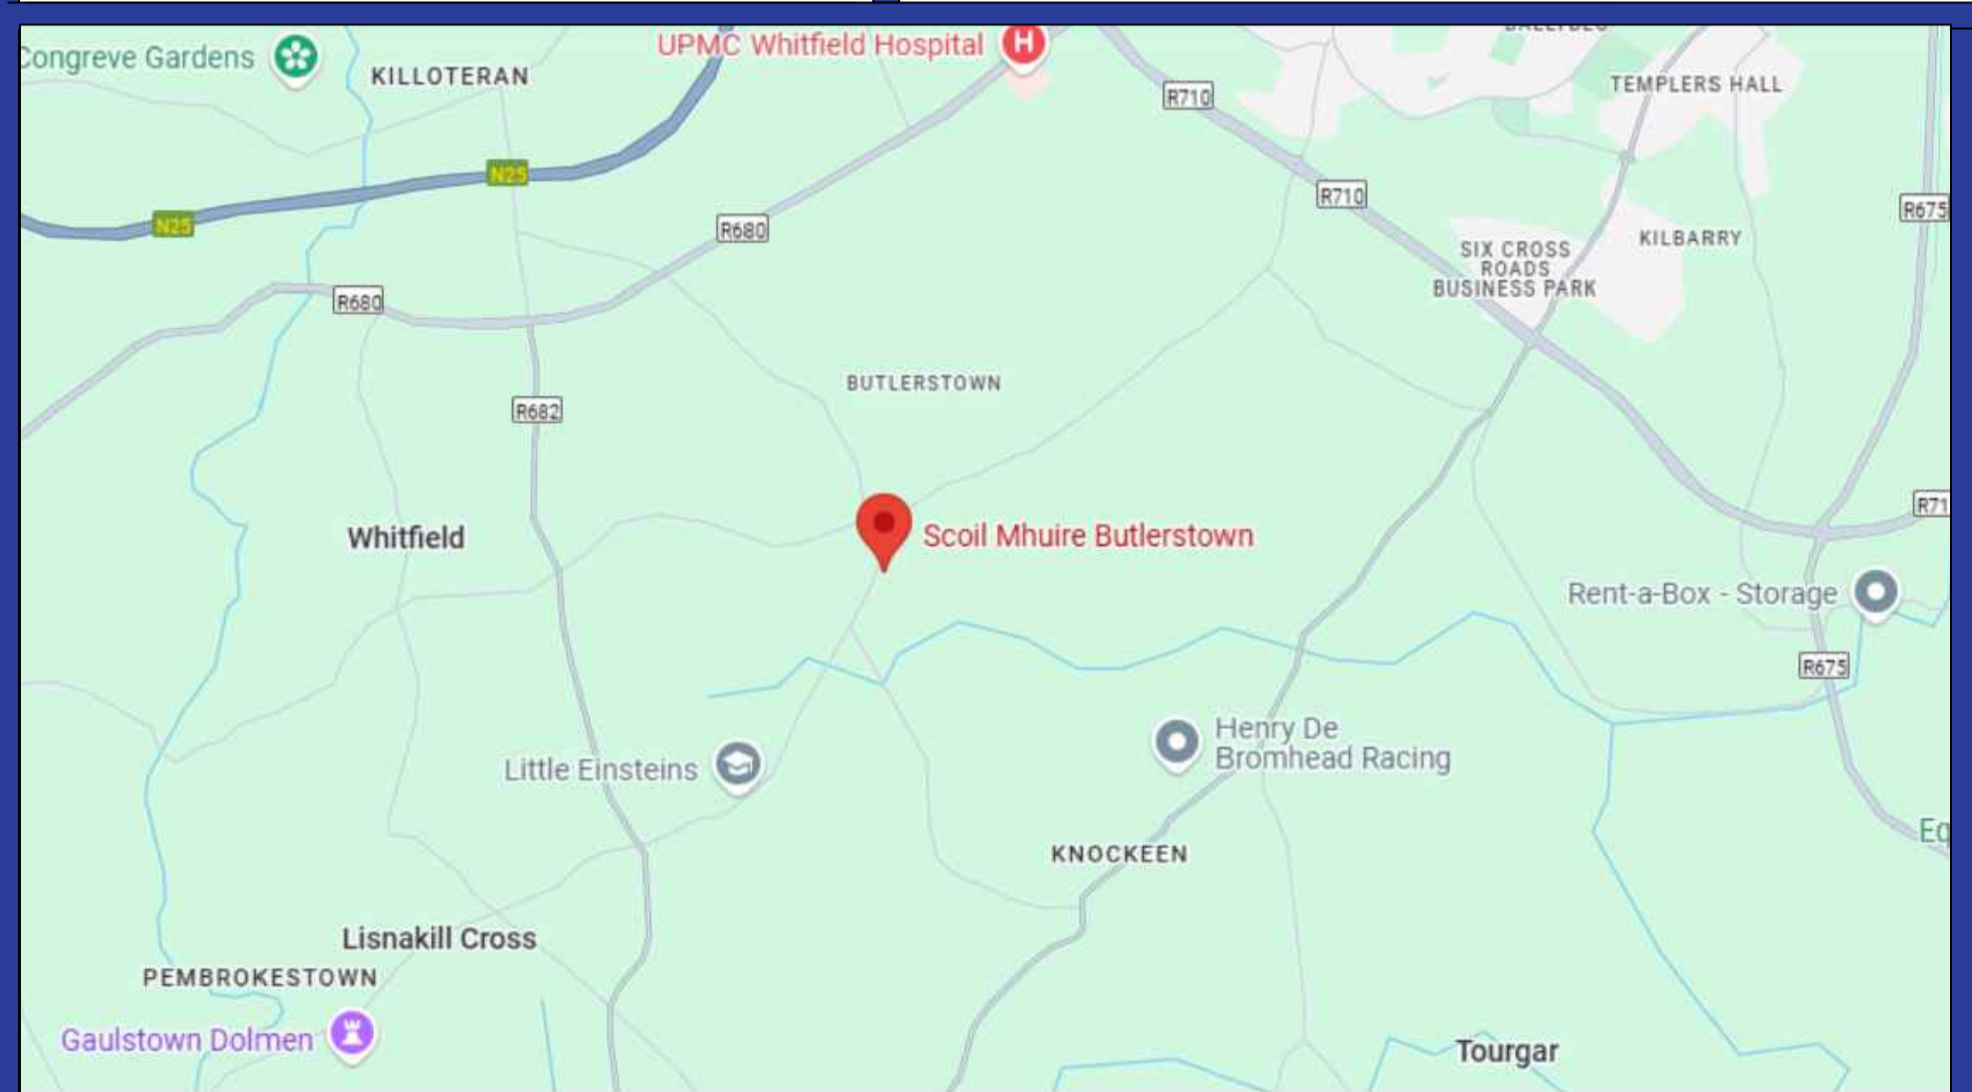 Congreve Gardens
KILLOTERAN
UPMC Whitfield Hospital
H
R710
TEMPLERS HALL
N25
N25
R680
R710
R675
SIX CROSS
ROADS
BUSINESS PARK
KILBARRY
R680
BUTLERSTOWN
R682
Whitfield
Scoil Mhuire Butlerstown
R71
Rent-a-Box - Storage
R675
Little Einsteins
Henry De
Bromhead Racing
Eq
KNOCKEEN
Lisnakill Cross
PEMBROKESTOWN
Gaulstown Dolmen
Tourgar